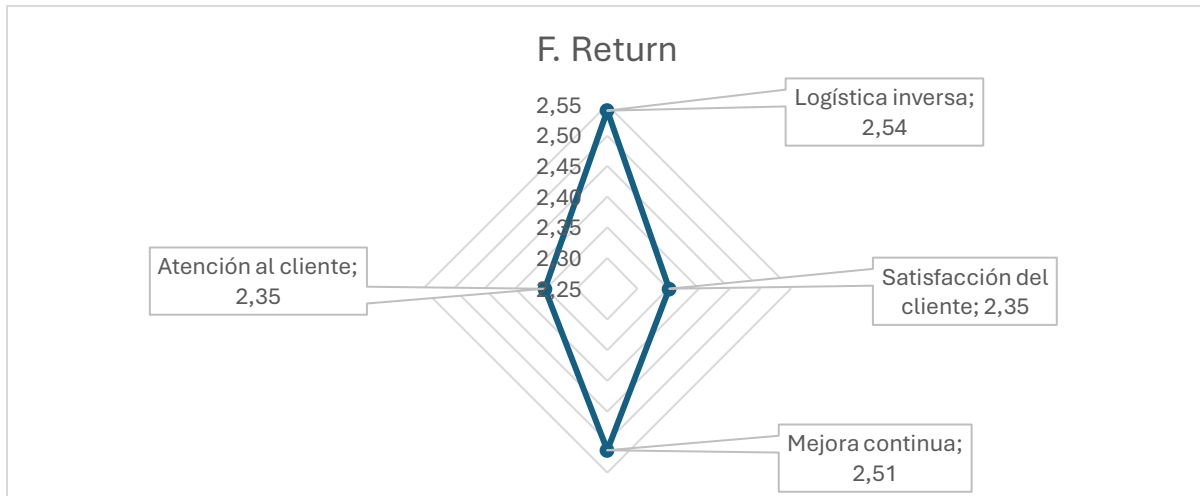 F. Return
Logística inversa;
2,54
2,55
2,50
2,45
2,40
2,35
2,30
2,25
Atención al cliente;
2,35
Satisfacción del
cliente; 2,35
Mejora continua;
2,51